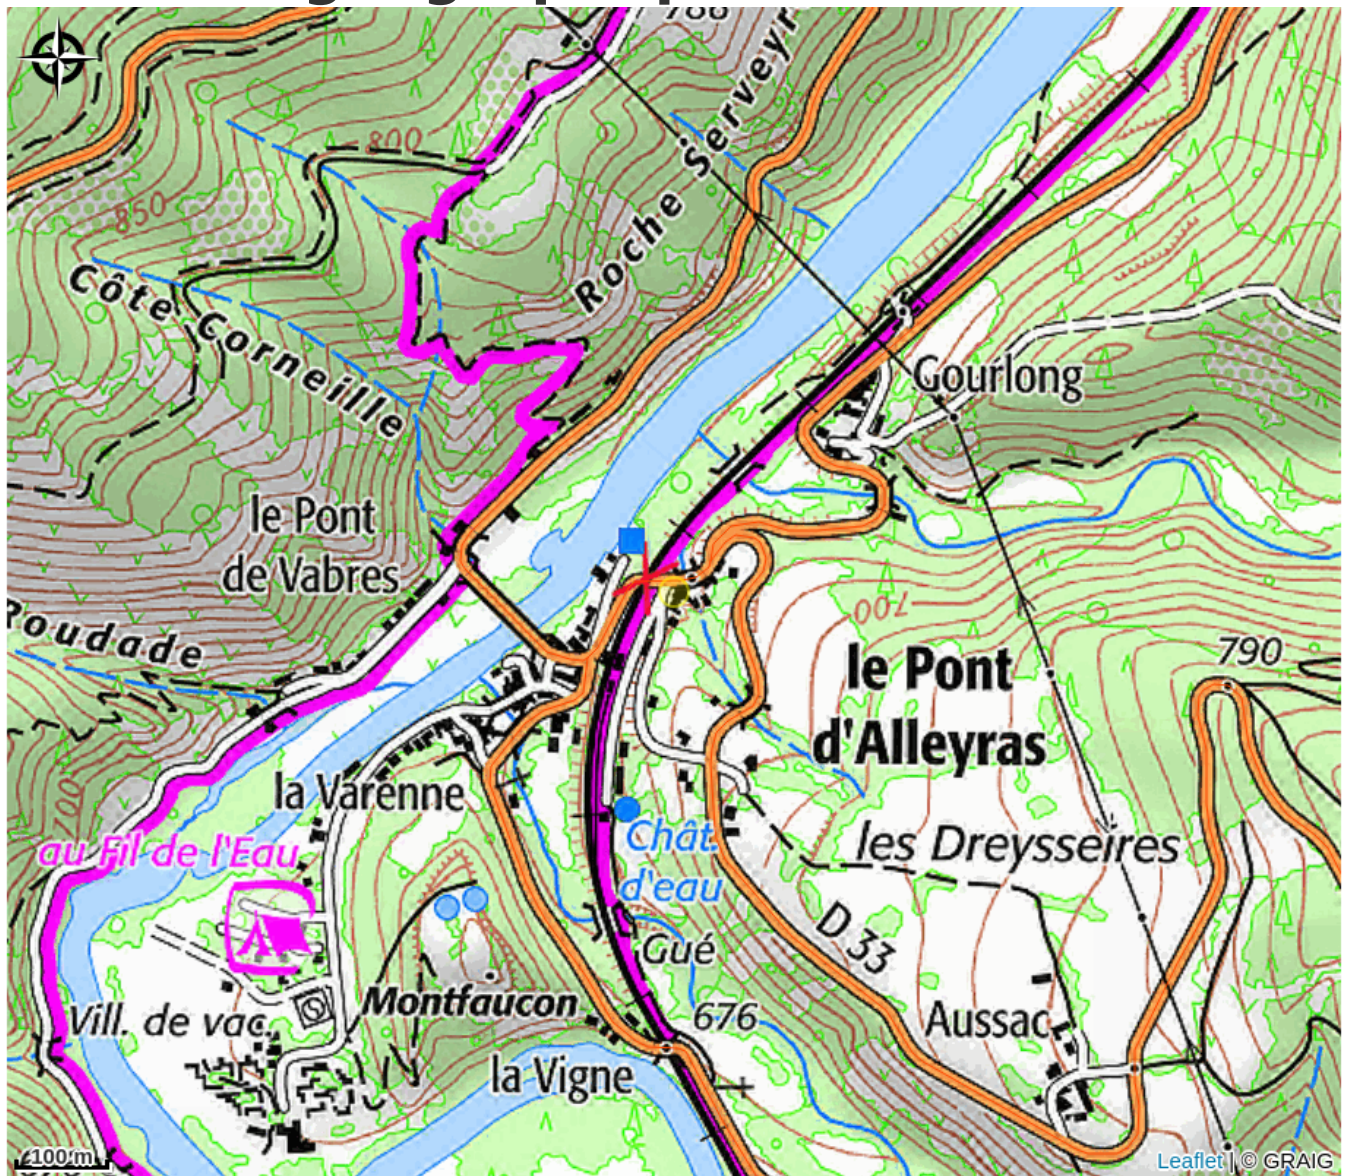 800
850
Roche Serveyre
Côte Corneille
Gourlong
le Pont
de Vabres
700
790
le Pont
d'Alleyras
la Varenne
700
au Fil de l'Eau
Chât.
d'eau
les Dreysseires
D 33
Gué
Montfaucon
676
Vill. de vac.
Aussac
la Vigne
100 m
Leaflet | © GRAIG